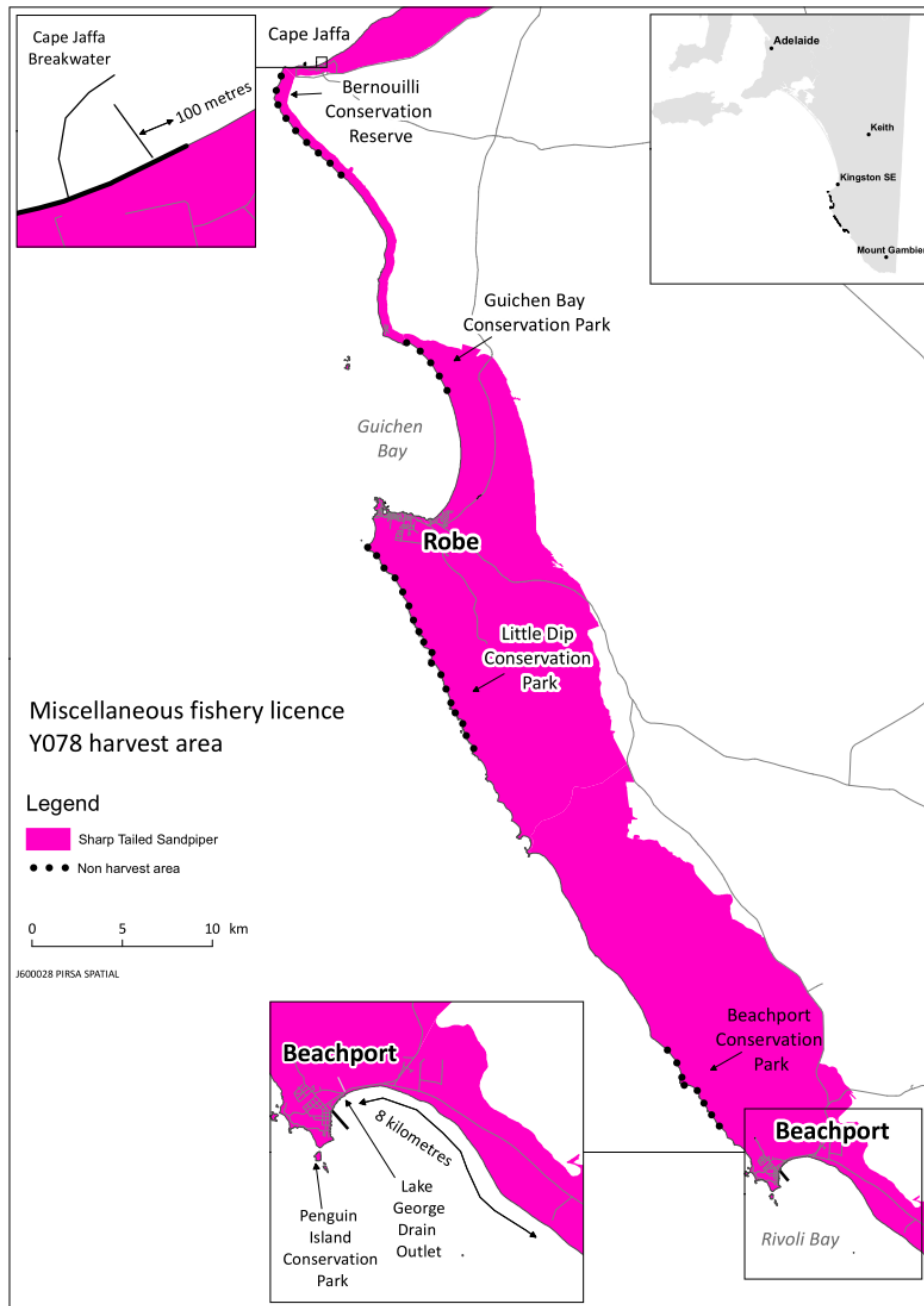 Cape Jaffa
Breakwater
100 metres
Cape Jaffa
Bernouilli
Conservation
Reserve
Adelaide
Keith
Kingston SE
Mount Gambier
Guichen Bay
Conservation Park
Guichen
Bay
Robe
Little Dip
Conservation
Park
Miscellaneous fishery licence
Y078 harvest area
Legend
Sharp Tailed Sandpiper
Non harvest area
0 5 10 km
J600028 PIRSA SPATIAL
Beachport
Conservation
Park
Beachport
Rivoli Bay
Beachport
8 kilometres
Lake
George
Drain
Outlet
Penguin
Island
Conservation
Park